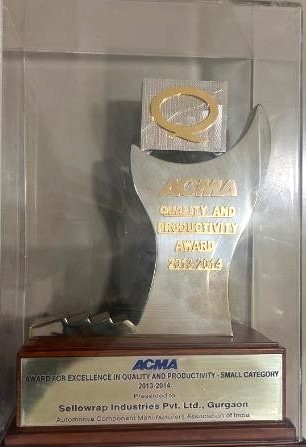 Q
ACMA
QUALITY AND
PRODUCTIVITY
AWARD
2013-2014
ACMA
AWARD FOR EXCELLENCE IN QUALITY AND PRODUCTIVITY - SMALL CATEGORY
2013-2014
Presented to
Sellowrap Industries Pvt. Ltd., Gurgaon
Automotive Component Manufacturers Association of India